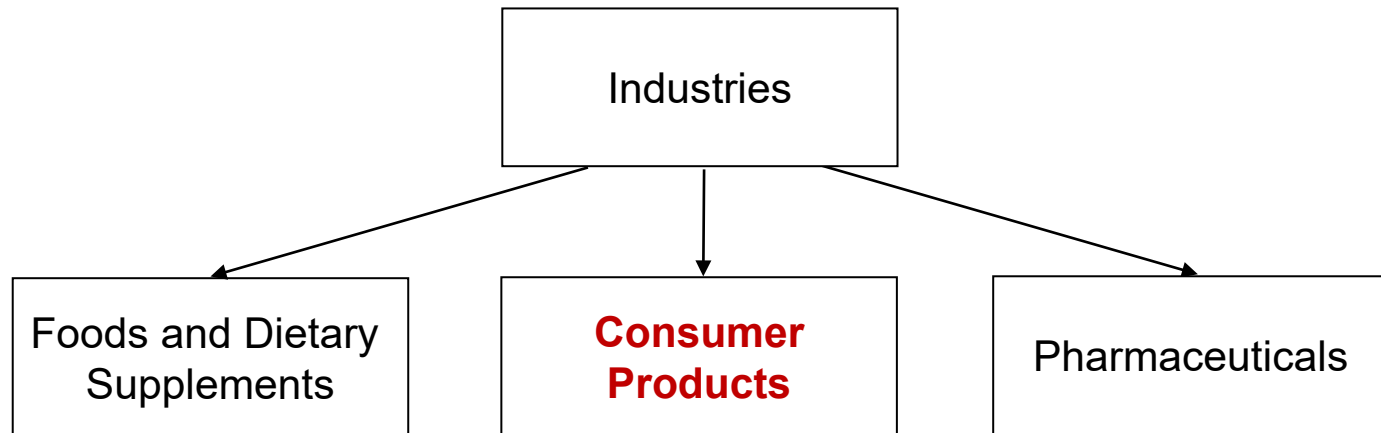 Industries
Foods and Dietary
Supplements
Consumer
Products
Pharmaceuticals